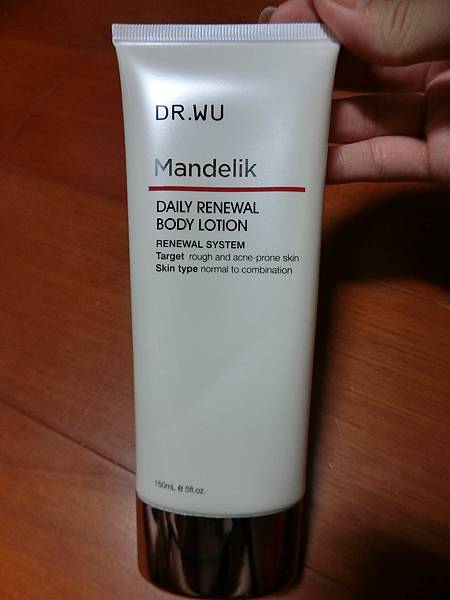 DR.WU
Mandelik
DAILY RENEWAL
BODY LOTION
RENEWAL SYSTEM
Target rough and acne-prone skin
Skin type normal to combination
150mL e 5fl.oz.